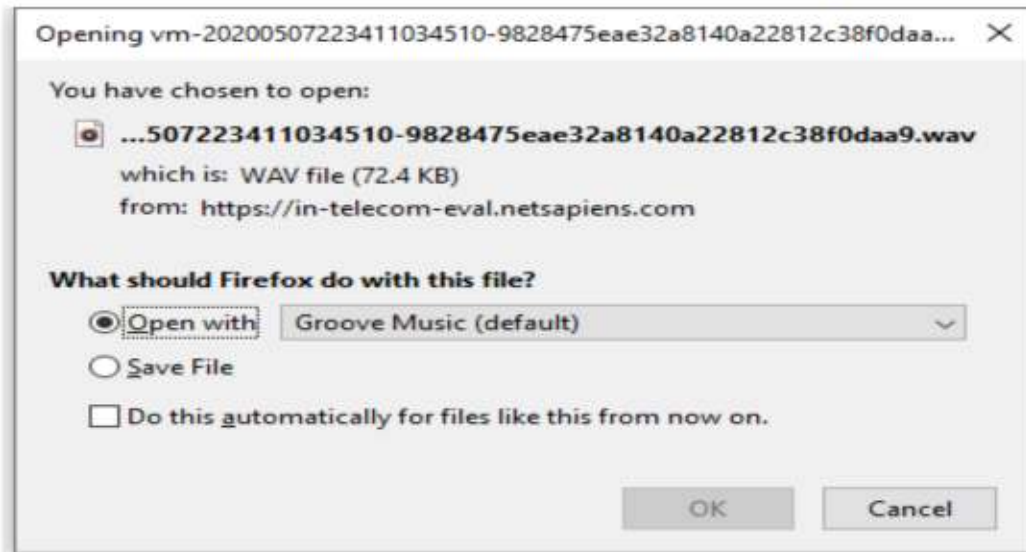 Opening vm-20200507223411034510-9828475eae32a8140a22812c38f0daa...
You have chosen to open:
...507223411034510-9828475eae32a8140a22812c38f0daa9.wav
which is: WAV file (72.4 KB)
from: https://in-telecom-eval.netsapiens.com
What should Firefox do with this file?
Open with Groove Music (default)
Save File
Do this automatically for files like this from now on.
OK Cancel